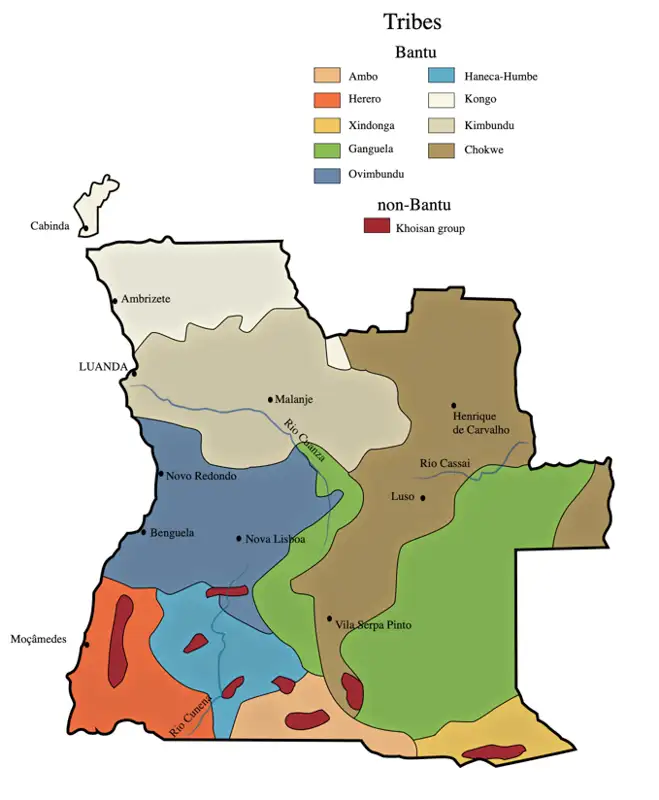 Tribes
Bantu
Ambo
Haneca-Humbe
Herero
Kongo
Xindonga
Kimbundu
Ganguela
Chokwe
Ovimbundu
non-Bantu
Khoisan group
Cabinda
Ambrizete
LUANDA
Malanje
Henrique
de Carvalho
Rio Cuanza
Rio Cassai
Novo Redondo
Luso
Benguela
Nova Lisboa
Vila Serpa Pinto
Moçâmedes
Rio Cunene